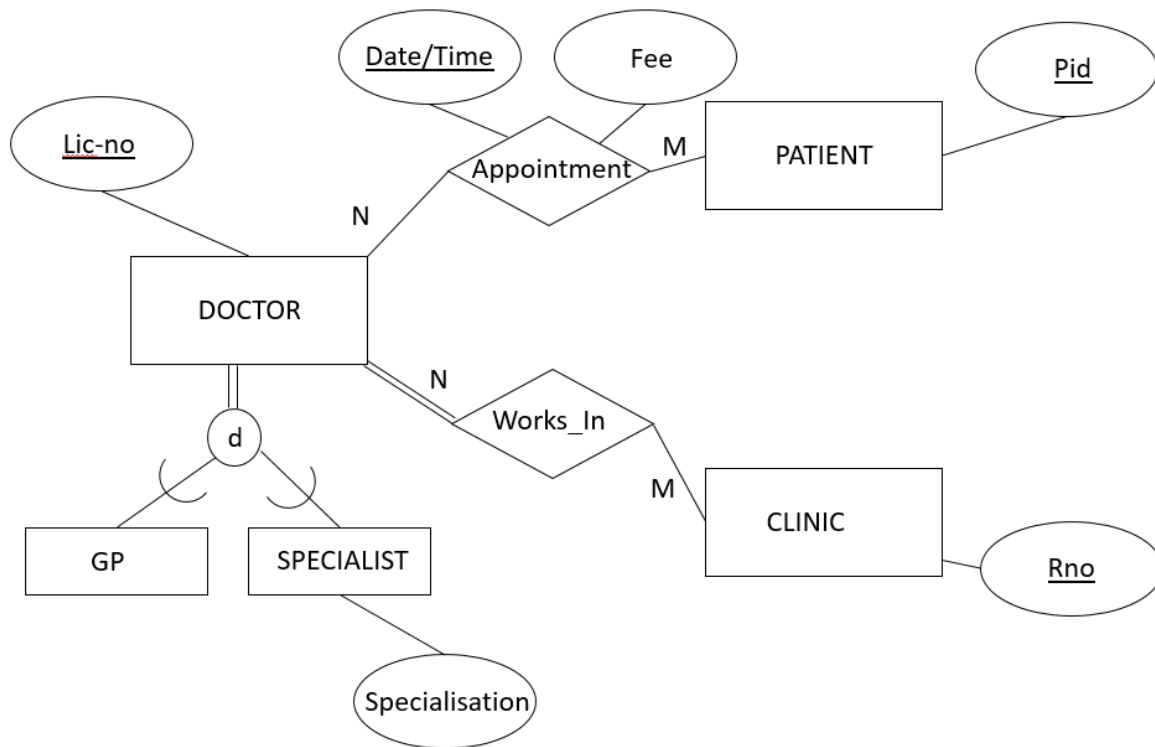 Date/Time
Fee
Pid
Lic-no
Appointment
M
PATIENT
N
DOCTOR
N
Works_In
d
M
CLINIC
GP
SPECIALIST
Rno
Specialisation